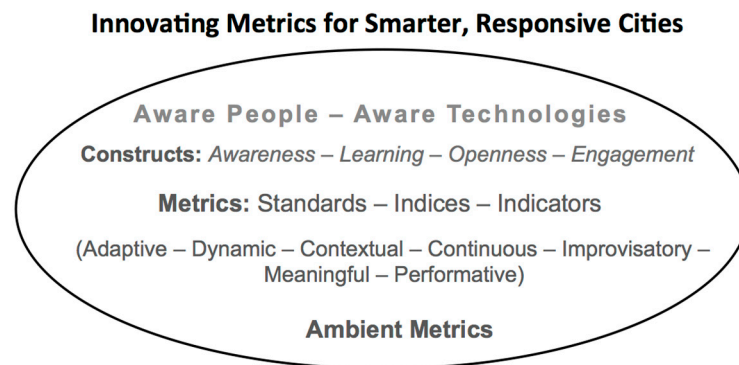 Innovating Metrics for Smarter, Responsive Cities
Aware People – Aware Technologies
Constructs: Awareness – Learning – Openness – Engagement
Metrics: Standards – Indices – Indicators
(Adaptive – Dynamic – Contextual – Continuous – Improvisatory –
Meaningful – Performative)
Ambient Metrics